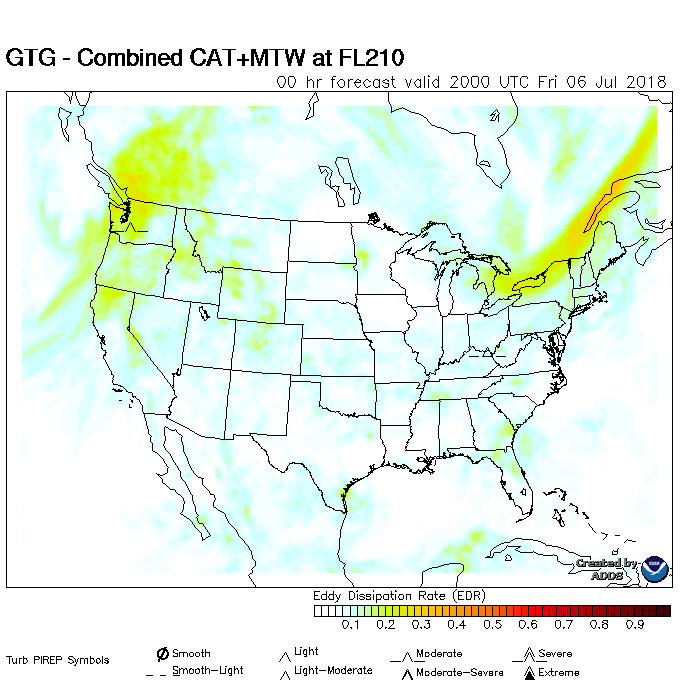 GTG - Combined CAT+MTW at FL210
00 hr forecast valid 2000 UTC Fri 06 Jul 2018
Created by
ADDS
Eddy Dissipation Rate (EDR)
0.1 0.2 0.3 0.4 0.5 0.6 0.7 0.8 0.9
Turb PIREP Symbols
Smooth
Light
Moderate
Severe
Smooth-Light
Light-Moderate
Moderate-Severe
Extreme